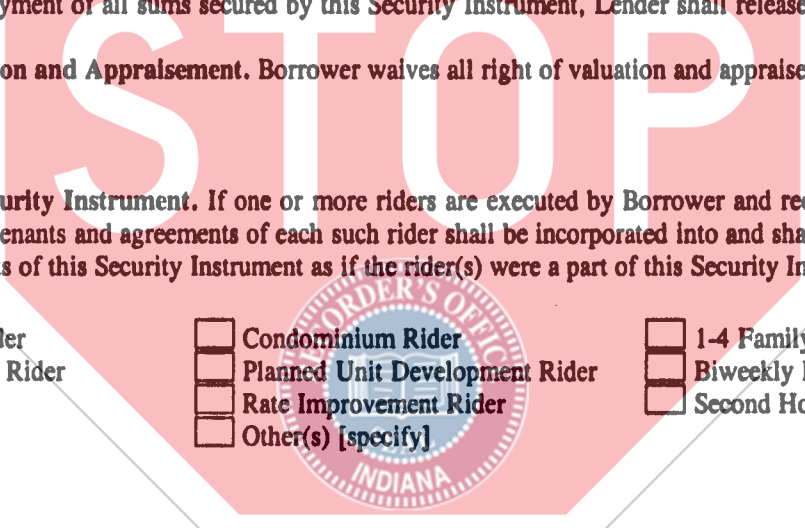 yment of all sums secured by this Security Instrument, Lender shall release
on and Appraisement. Borrower waives all right of valuation and appraise
STOP
urity Instrument. If one or more riders are executed by Borrower and re
enants and agreements of each such rider shall be incorporated into and sha
s of this Security Instrument as if the rider(s) were a part of this Security In
der
Condominium Rider
1-4 Family
Rider
Planned Unit Development Rider
Biweekly
Rate Improvement Rider
Second Ho
Other(s) [specify]
RECORDER'S OFFICE
SEAL
INDIANA